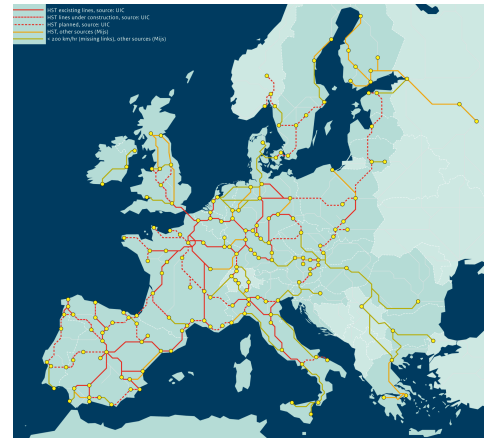 HST excisting lines, source: UIC
HST lines under construction, source: UIC
HST planned, source: UIC
HST, other sources (Mijs)
< 200 km/hr (missing links), other sources (Mijs)